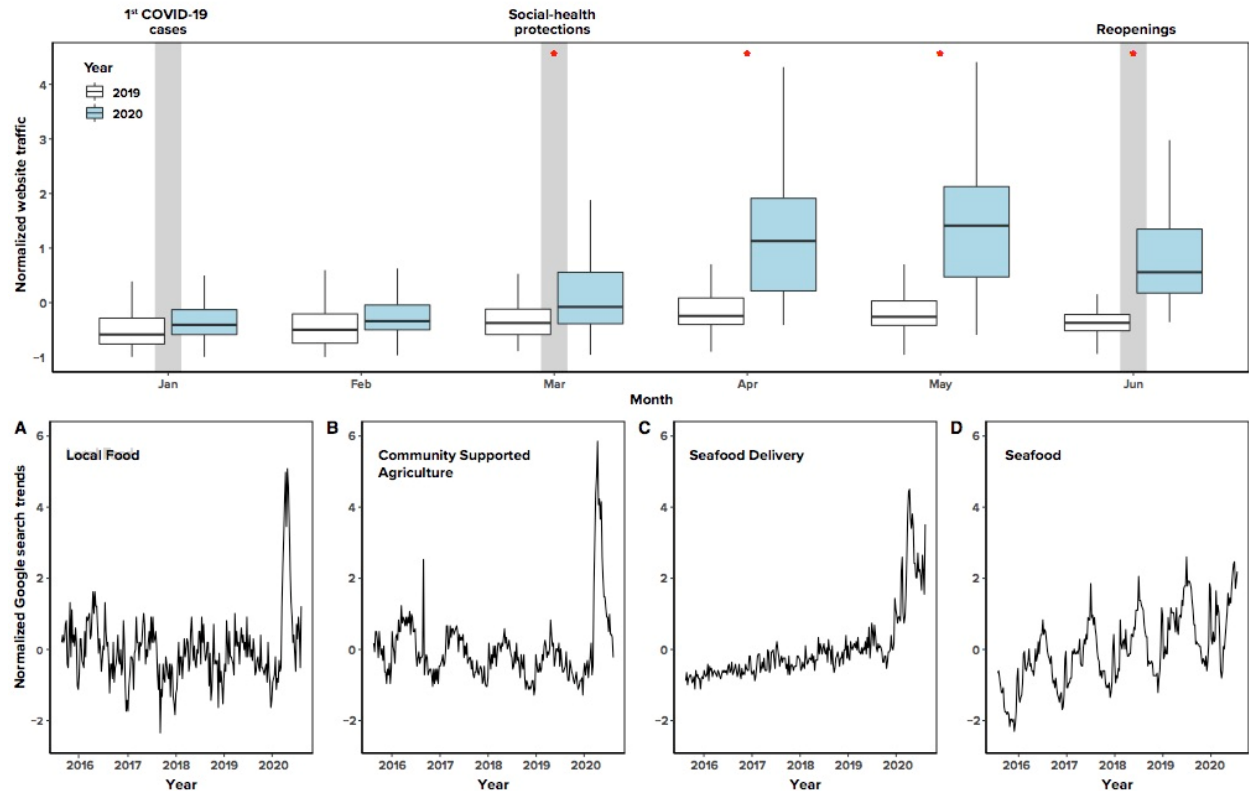 1st COVID-19
cases
Social-health
protections
Reopenings
Year
2019
2020
Normalized website traffic
4
3
2
1
0
−1
Jan
Feb
Mar
Apr
May
Jun
Month
A
Local Food
B
Community Supported
Agriculture
C
Seafood Delivery
D
Seafood
Normalized Google search trends
6
4
2
0
−2
2016 2017 2018 2019 2020
Year
6
4
2
0
−2
2016 2017 2018 2019 2020
Year
6
4
2
0
−2
2016 2017 2018 2019 2020
Year
6
4
2
0
−2
2016 2017 2018 2019 2020
Year